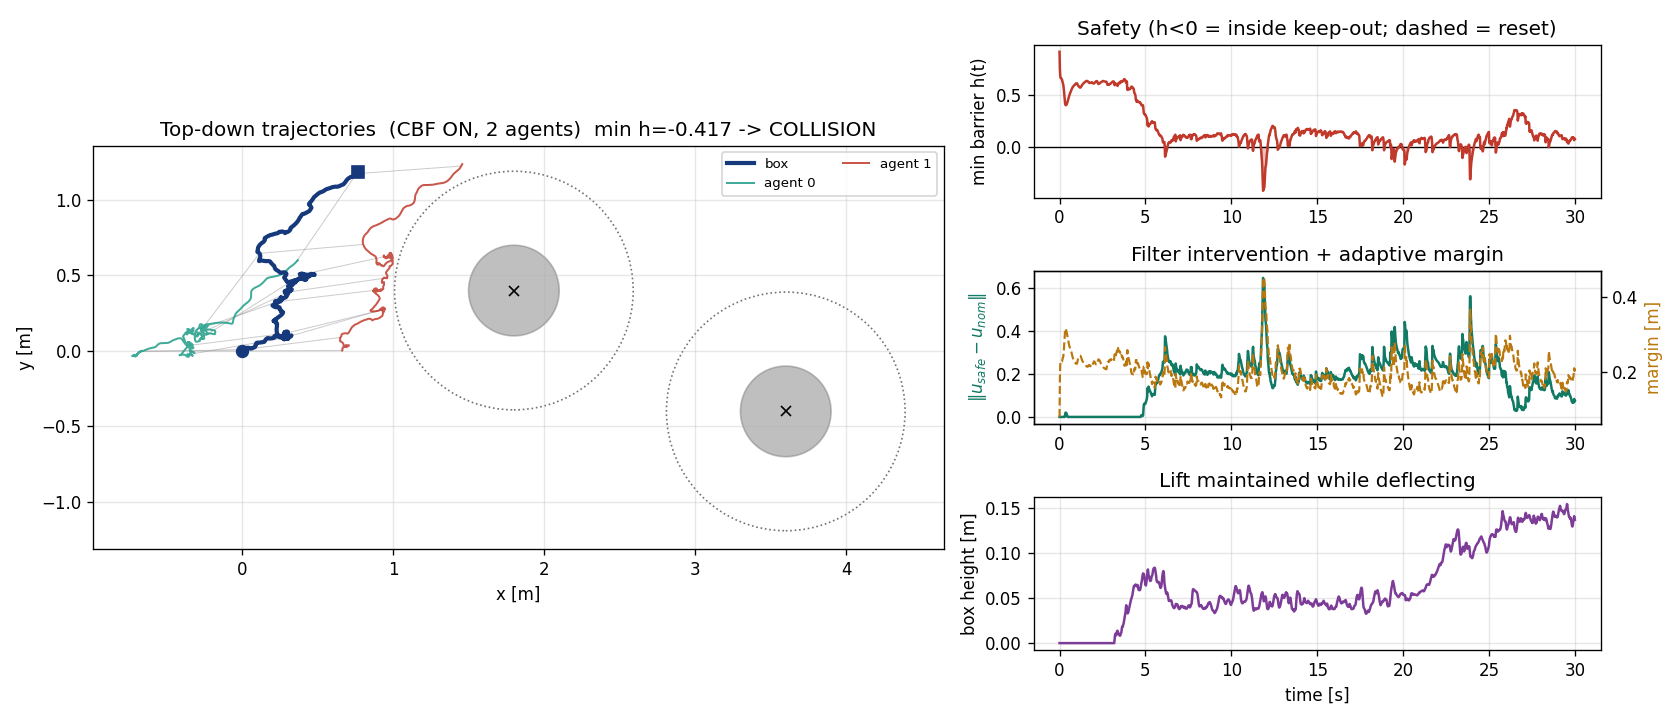 Top-down trajectories  (CBF ON, 2 agents)  min h=-0.417 -> COLLISION
box
agent 0
agent 1
y [m]
1.0
0.5
0.0
−0.5
−1.0
0 1 2 3 4
x [m]
Safety (h<0 = inside keep-out; dashed = reset)
min barrier h(t)
0.5
0.0
0 5 10 15 20 25 30
Filter intervention + adaptive margin
‖u_safe − u_nom‖
0.6
0.4
0.2
0.0
0.4
0.2
margin [m]
0 5 10 15 20 25 30
Lift maintained while deflecting
box height [m]
0.15
0.10
0.05
0.00
0 5 10 15 20 25 30
time [s]